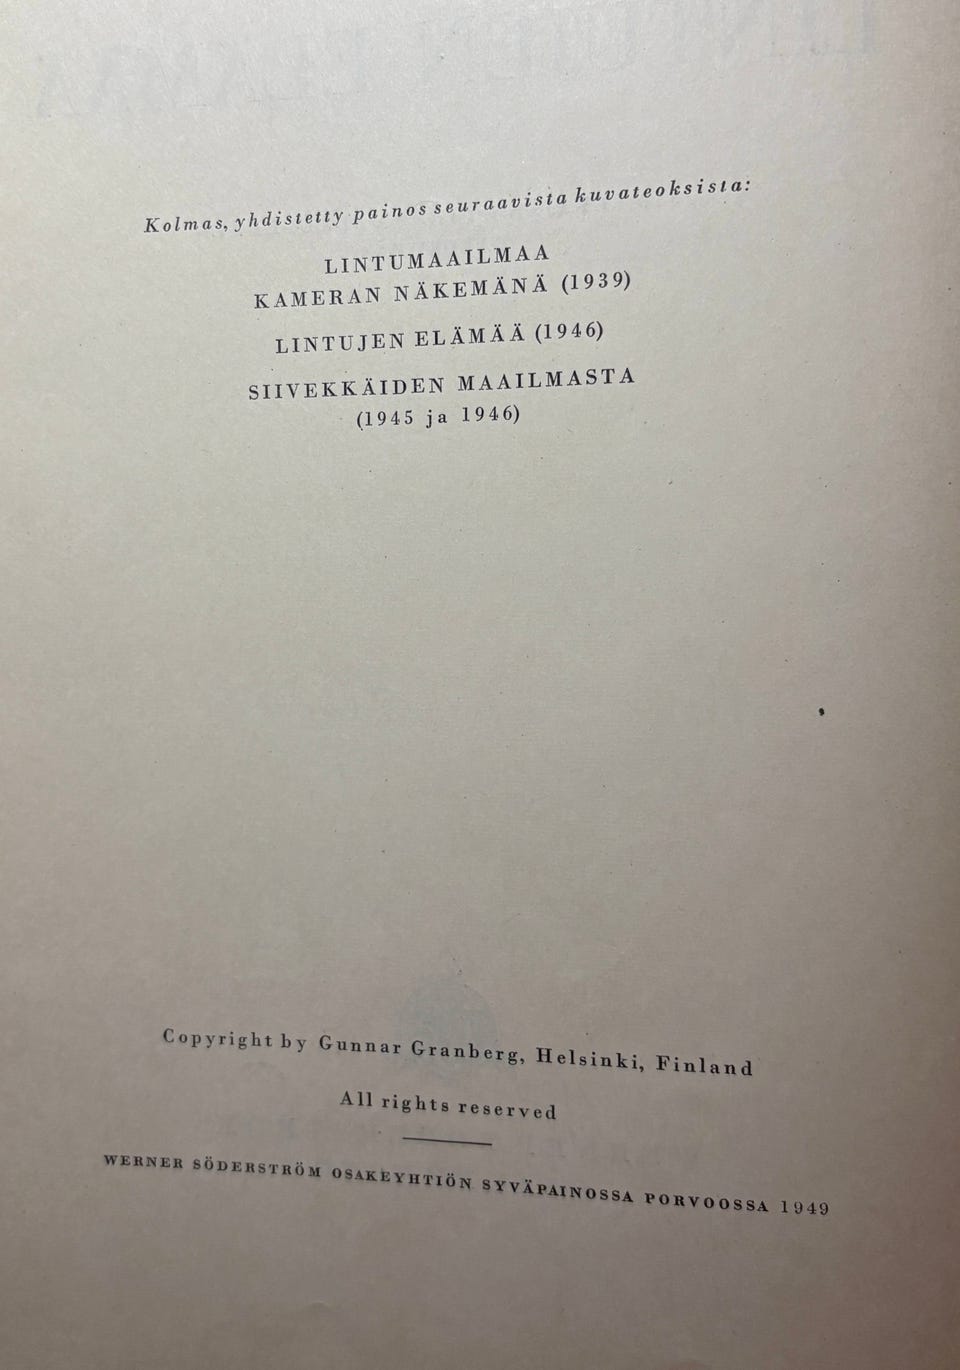 Kolmas, yhdistetty painos seuraavista kuvateoksista:
LINTUMAAILMAA
KAMERAN NÄKEMÄNÄ (1939)
LINTUJEN ELÄMÄÄ (1946)
SIIVEKKÄIDEN MAAILMASTA
(1945 ja 1946)
Copyright by Gunnar Granberg, Helsinki, Finland
All rights reserved
WERNER SÖDERSTRÖM OSAKEYHTIÖN SYVÄPAINOSSA PORVOOSSA 1949